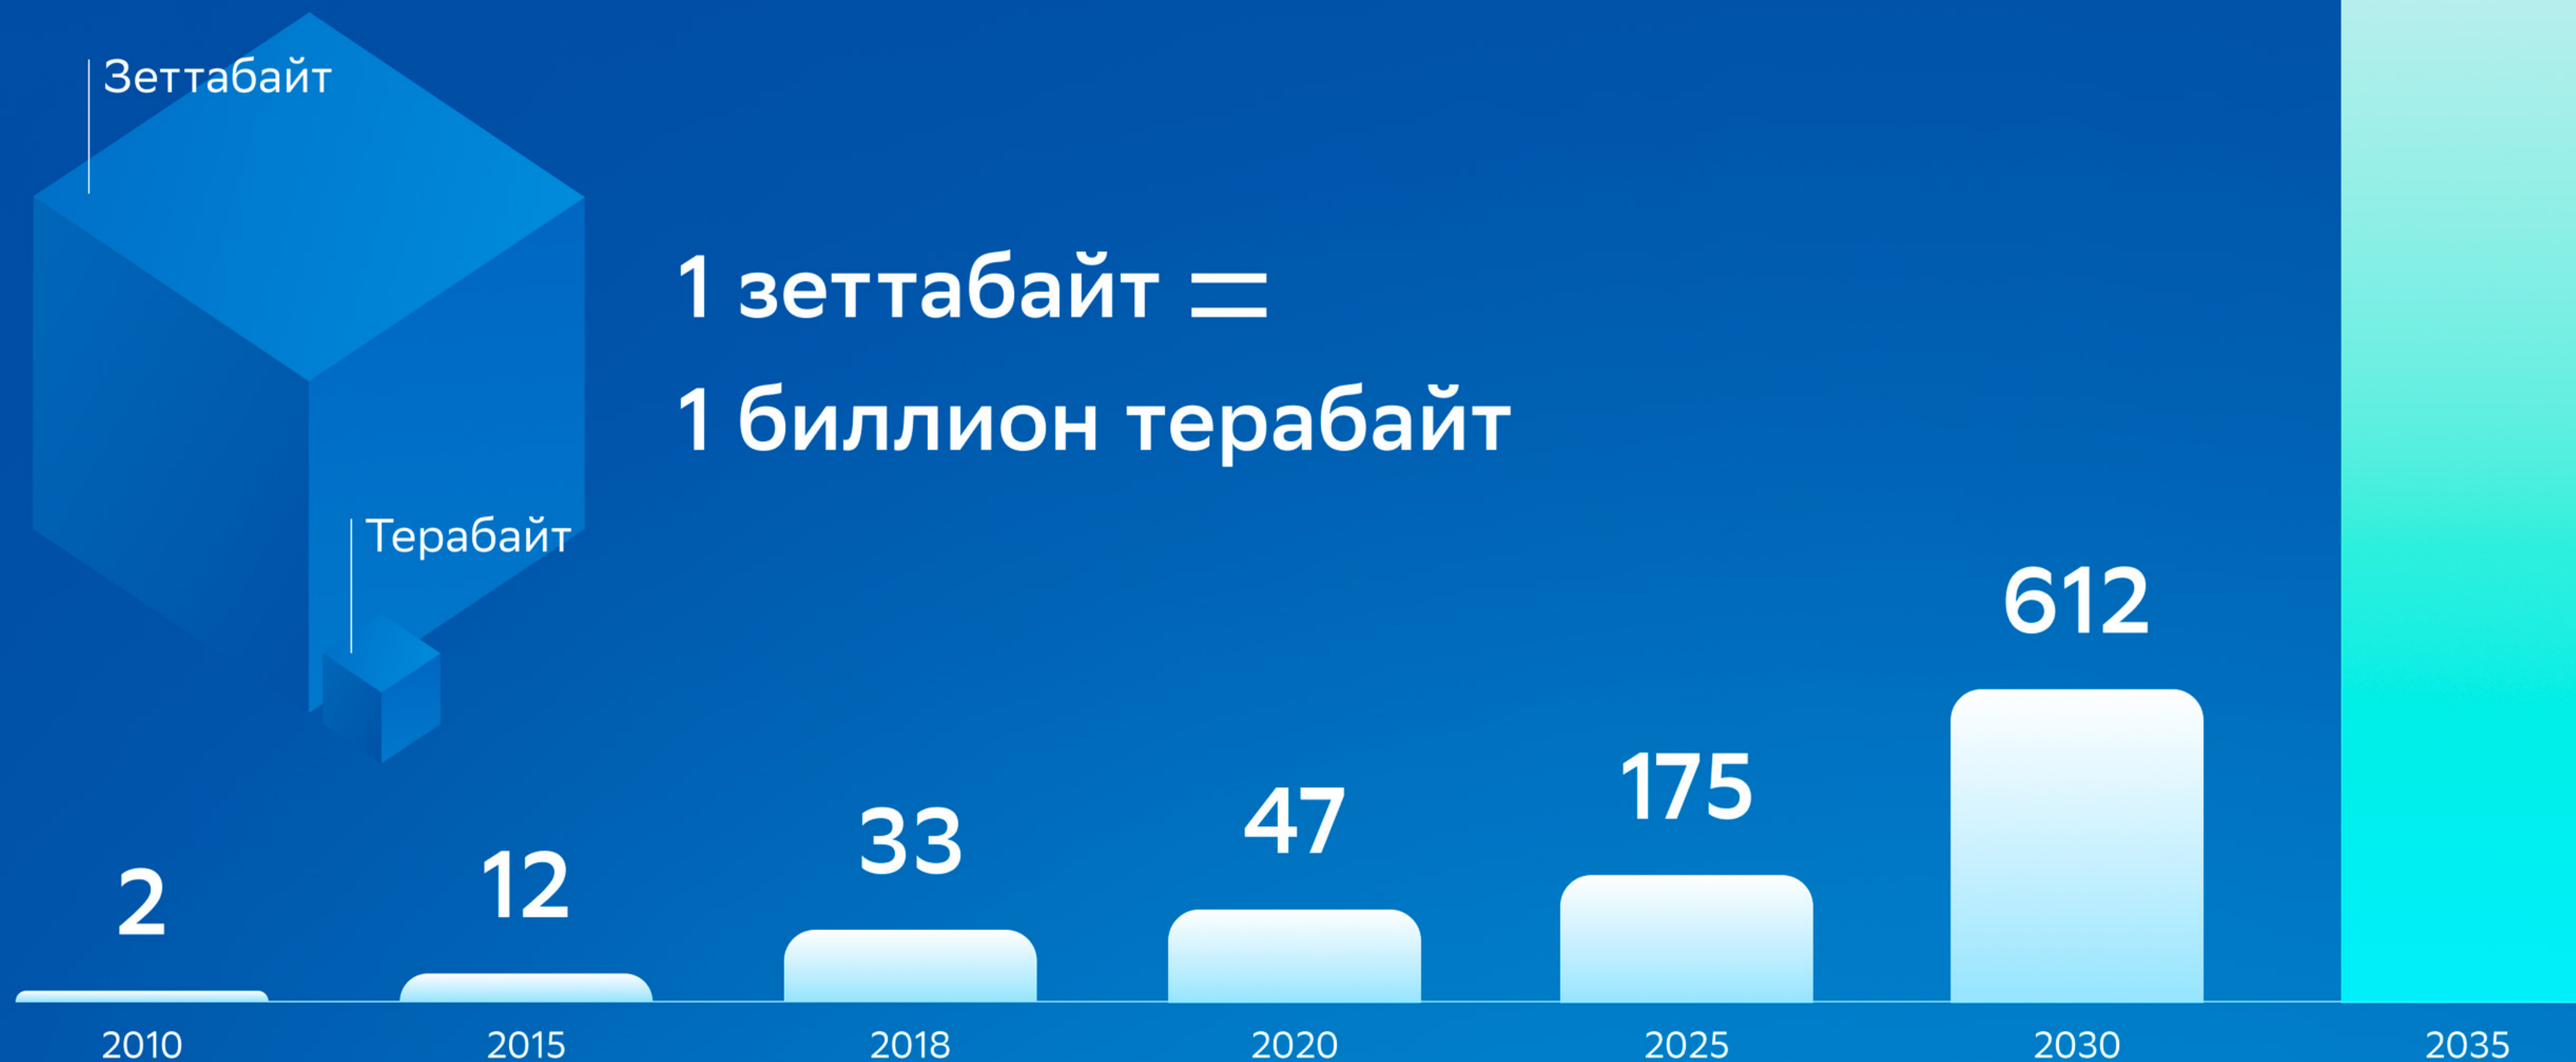 Зеттабайт
1 зеттабайт =
1 биллион терабайт
Терабайт
2 12 33 47 175 612
2010 2015 2018 2020 2025 2030 2035